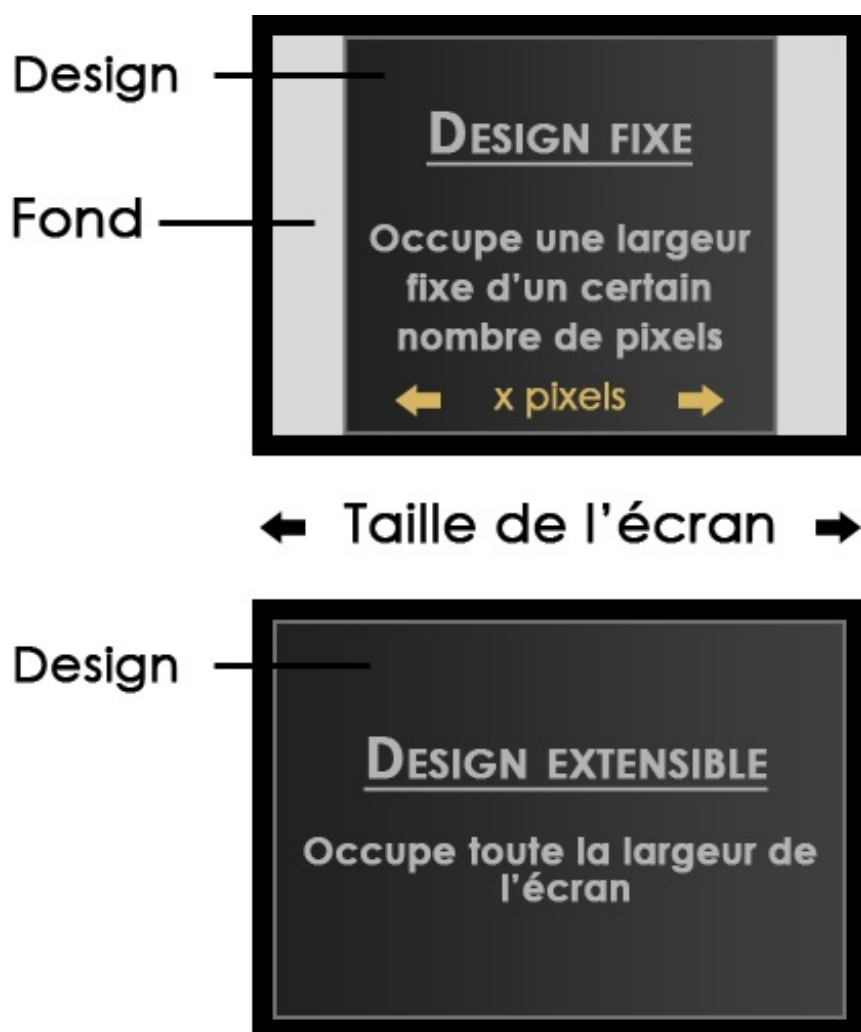 Design
DESIGN FIXE
Fond
Occupe une largeur
fixe d'un certain
nombre de pixels
x pixels
Taille de l'écran
Design
DESIGN EXTENSIBLE
Occupe toute la largeur de
l'écran